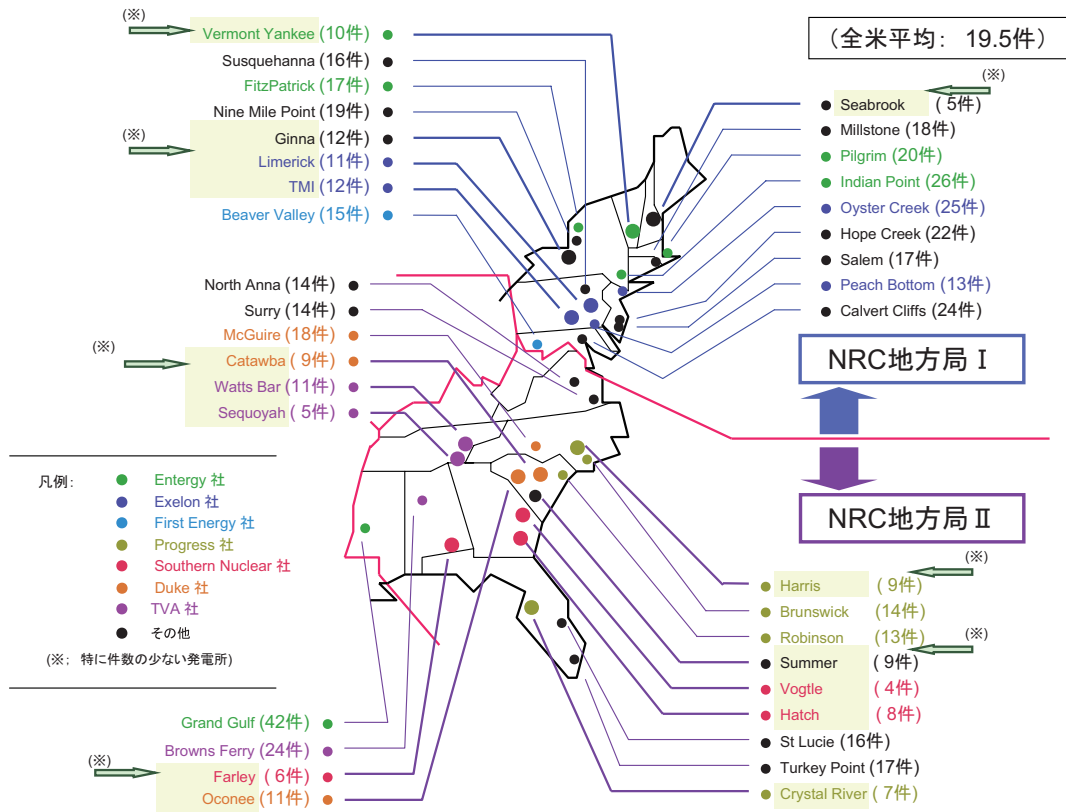 (※)
Vermont Yankee (10件)
Susquehanna (16件)
FitzPatrick (17件)
Nine Mile Point (19件)
(※)
Ginna (12件)
Limerick (11件)
TMI (12件)
Beaver Valley (15件)
(全米平均: 19.5件)
(※)
Seabrook ( 5件)
Millstone (18件)
Pilgrim (20件)
Indian Point (26件)
Oyster Creek (25件)
Hope Creek (22件)
Salem (17件)
Peach Bottom (13件)
Calvert Cliffs (24件)
North Anna (14件)
Surry (14件)
McGuire (18件)
(※)
Catawba ( 9件)
Watts Bar (11件)
Sequoyah ( 5件)
NRC地方局 I
NRC地方局 II
凡例:
Entergy 社
Exelon 社
First Energy 社
Progress 社
Southern Nuclear 社
Duke 社
TVA 社
その他
(※; 特に件数の少ない発電所)
(※)
Harris ( 9件)
Brunswick (14件)
Robinson (13件)
(※)
Summer ( 9件)
Vogtle ( 4件)
Hatch ( 8件)
St Lucie (16件)
Turkey Point (17件)
Crystal River ( 7件)
Grand Gulf (42件)
Browns Ferry (24件)
(※)
Farley ( 6件)
Oconee (11件)